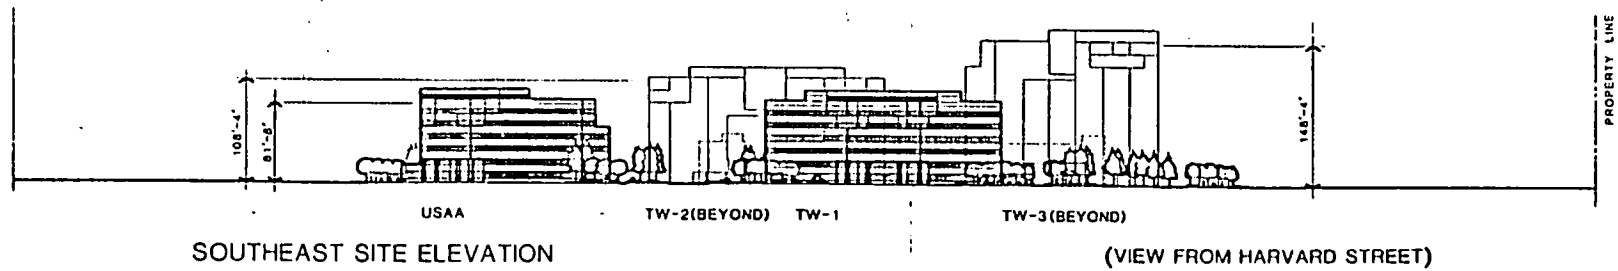 108'-4"
81'-8"
148'-4"
PROPERTY LINE
USAA
TW-2(BEYOND)
TW-1
TW-3(BEYOND)
SOUTHEAST SITE ELEVATION
(VIEW FROM HARVARD STREET)